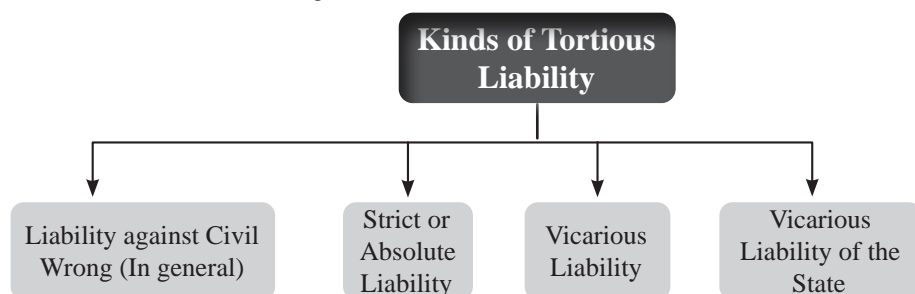 Kinds of Tortious
Liability
Liability against Civil
Wrong (In general)
Strict or
Absolute
Liability
Vicarious
Liability
Vicarious
Liability of the
State